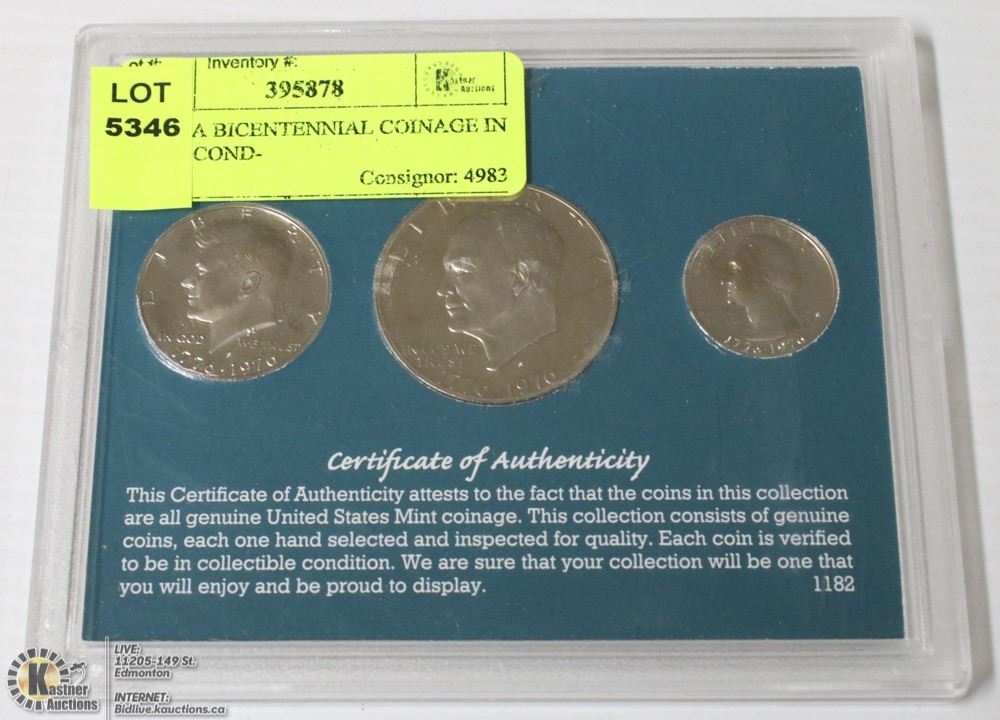 ot #:
Inventory #:
395878
Kastner
Auctions
LOT
5346
A BICENTENNIAL COINAGE IN
COND-
Consignor: 4983
LIBERTY
IN GOD WE TRUST
1776-1976
LIBERTY
IN GOD WE
TRUST
1776-1976
LIBERTY
1776-1976
Certificate of Authenticity
This Certificate of Authenticity attests to the fact that the coins in this collection
are all genuine United States Mint coinage. This collection consists of genuine
coins, each one hand selected and inspected for quality. Each coin is verified
to be in collectible condition. We are sure that your collection will be one that
you will enjoy and be proud to display.
1182
Kastner
Auctions
LIVE:
11205-149 St.
Edmonton
INTERNET:
Bidlive.kauctions.ca